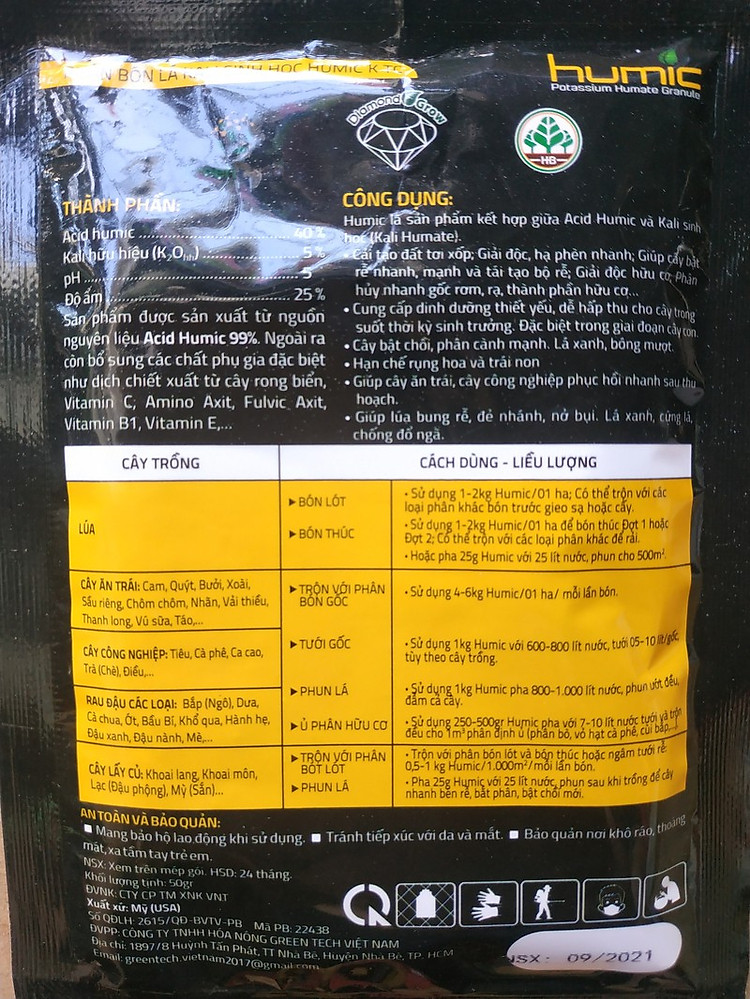 BÓN LÁ KALI SINH HỌC HUMIC K
humic
Potassium Humate Granule
Diamond Grow
HB
THÀNH PHẦN:
Acid humic ........ 40 %
Kali hữu hiệu (K2Ohh) ........ 5 %
pH ........ 5
Độ ẩm ........ 25 %
Sản phẩm được sản xuất từ nguồn
nguyên liệu Acid Humic 99%. Ngoài ra
còn bổ sung các chất phụ gia đặc biệt
như dịch chiết xuất từ cây rong biển,
Vitamin C, Amino Axit, Fulvic Axit,
Vitamin B1, Vitamin E,...
CÔNG DỤNG:
Humic là sản phẩm kết hợp giữa Acid Humic và Kali sinh
học (Kali Humate).
• Cải tạo đất tơi xốp; Giải độc, hạ phèn nhanh; Giúp cây bắt
rễ nhanh, mạnh và tái tạo bộ rễ; Giải độc hữu cơ; Phân
hủy nhanh gốc rơm, rạ, thành phần hữu cơ...
• Cung cấp dinh dưỡng thiết yếu, dễ hấp thu cho cây trong
suốt thời kỳ sinh trưởng. Đặc biệt trong giai đoạn cây con.
• Cây bật chồi, phân cành mạnh. Lá xanh, bông mượt.
• Hạn chế rụng hoa và trái non
• Giúp cây ăn trái, cây công nghiệp phục hồi nhanh sau thu
hoạch.
• Giúp lúa bung rễ, đẻ nhánh, nở bụi. Lá xanh, cứng lá,
chống đổ ngã.
CÂY TRỒNG
CÁCH DÙNG - LIỀU LƯỢNG
LÚA
▶ BÓN LÓT
• Sử dụng 1-2kg Humic/01 ha; Có thể trộn với các
loại phân khác bón trước gieo sạ hoặc cấy.
▶ BÓN THÚC
• Sử dụng 1-2kg Humic/01 ha để bón thúc Đợt 1 hoặc
Đợt 2; Có thể trộn với các loại phân khác để rải.
• Hoặc pha 25g Humic với 25 lít nước, phun cho 500m².
CÂY ĂN TRÁI: Cam, Quýt, Bưởi, Xoài,
Sầu riêng, Chôm chôm, Nhãn, Vải thiều,
Thanh long, Vú sữa, Táo,...
CÂY CÔNG NGHIỆP: Tiêu, Cà phê, Ca cao,
Trà (Chè), Điều,...
RAU ĐẬU CÁC LOẠI: Bắp (Ngô), Dưa,
Cà chua, Ớt, Bầu Bí, Khổ qua, Hành hẹ,
Đậu xanh, Đậu nành, Mè,...
▶ TRỘN VỚI PHÂN
BÓN GỐC
• Sử dụng 4-6kg Humic/01 ha/ mỗi lần bón.
▶ TƯỚI GỐC
• Sử dụng 1kg Humic với 600-800 lít nước, tưới 05-10 lít/gốc,
tùy theo cây trồng.
▶ PHUN LÁ
• Sử dụng 1kg Humic pha 800-1.000 lít nước, phun ướt đều,
đẫm cả cây.
▶ Ủ PHÂN HỮU CƠ
• Sử dụng 250-500gr Humic pha với 7-10 lít nước tưới và trộn
đều cho 1m³ phân định ủ (phân bò, vỏ hạt cà phê, cùi bắp,...)
CÂY LẤY CỦ: Khoai lang, Khoai môn,
Lạc (Đậu phộng), Mỳ (Sắn)...
▶ TRỘN VỚI PHÂN
BÓT LÓT
• Trộn với phân bón lót và bón thúc hoặc ngâm tưới rễ:
0,5-1 kg Humic/1.000m²/mỗi lần bón.
▶ PHUN LÁ
• Pha 25g Humic với 25 lít nước, phun sau khi trồng để cây
nhanh bén rễ, bắt phân, bật chồi mới.
AN TOÀN VÀ BẢO QUẢN:
■ Mang bảo hộ lao động khi sử dụng. ■ Tránh tiếp xúc với da và mắt. ■ Bảo quản nơi khô ráo, thoáng
mát, xa tầm tay trẻ em.
NSX: Xem trên mép gói. HSD: 24 tháng.
Khối lượng tịnh: 50gr
ĐVNK: CTY CP TM XNK VNT
Xuất xứ: Mỹ (USA)
Số QĐLH: 2615/QĐ-BVTV-PB Mã PB: 22438
ĐVPP: CÔNG TY TNHH HÓA NÔNG GREEN TECH VIỆT NAM
Địa chỉ: 1897/8 Huỳnh Tấn Phát, TT Nhà Bè, Huyện Nhà Bè, TP. HCM
Email: greentech.vietnam2017@gmail.com
NSX: 09/2021